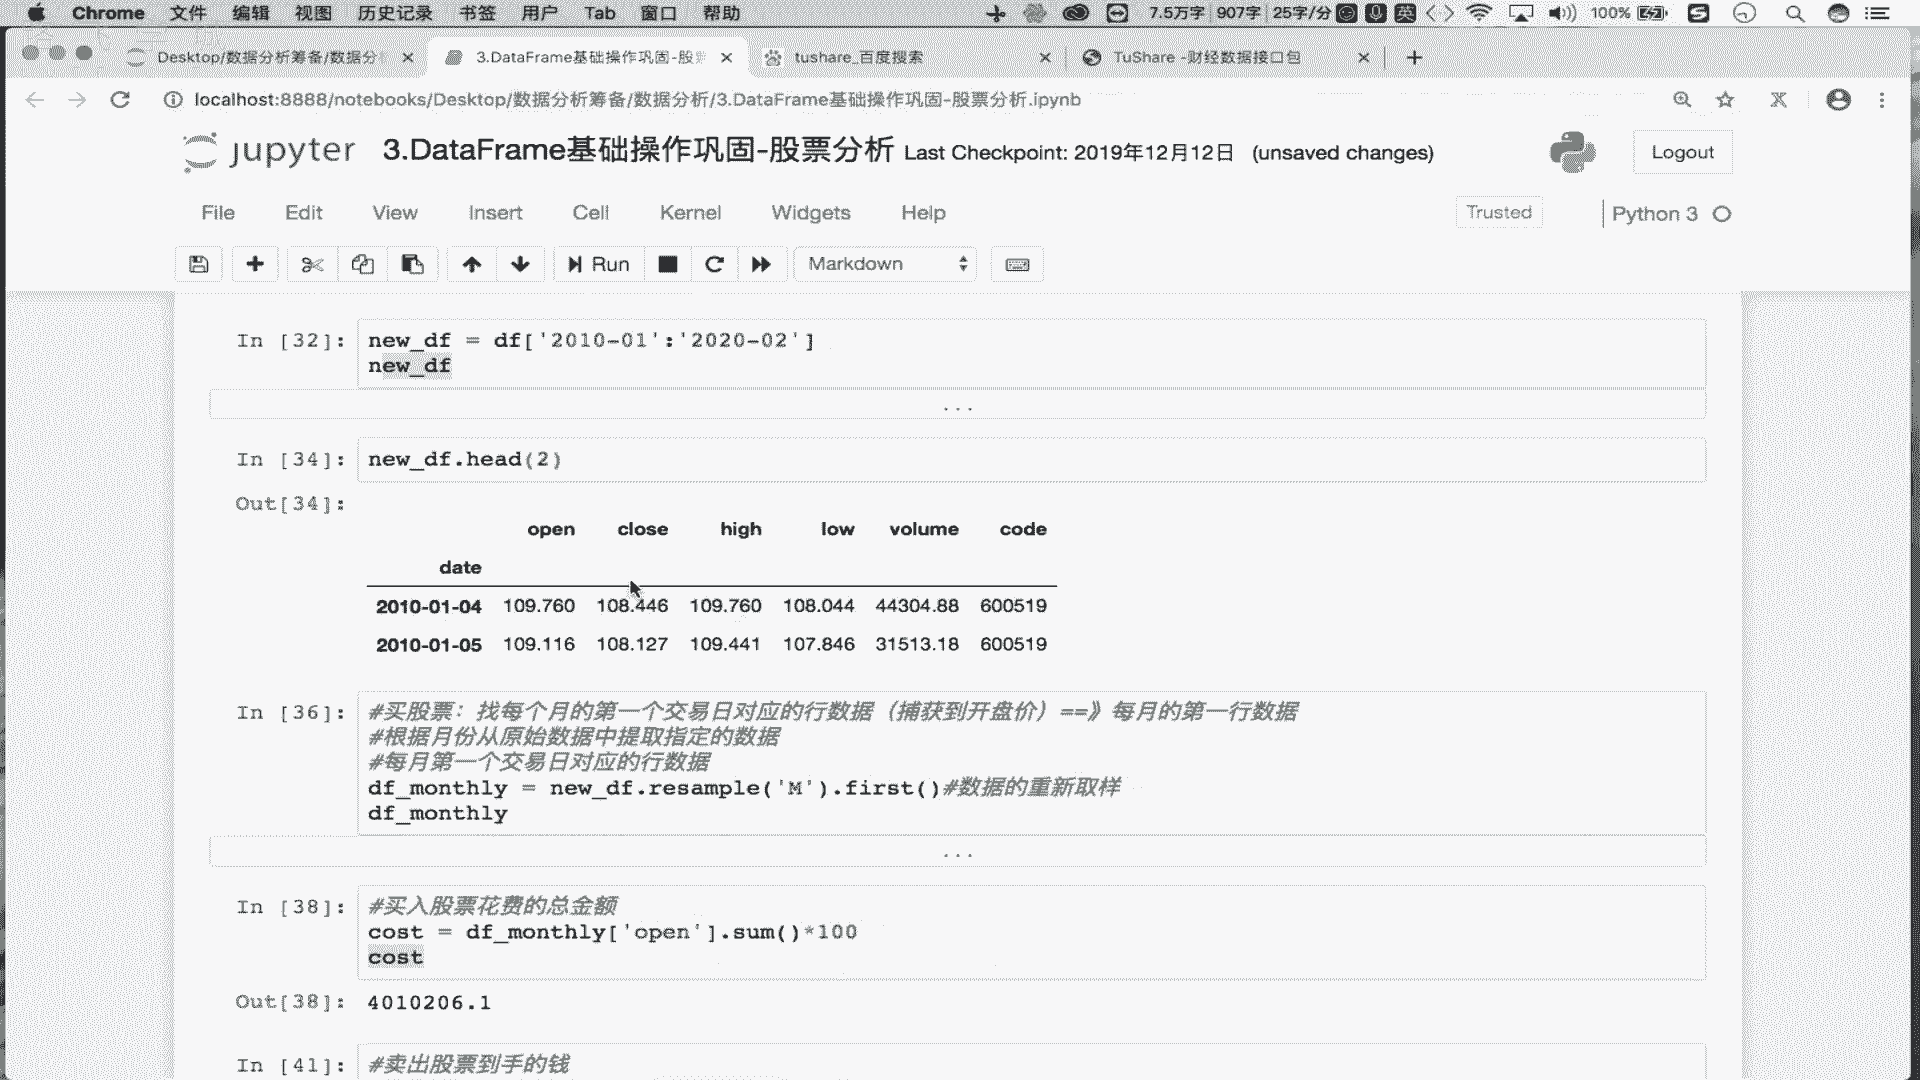 Chrome 文件 编辑 视图 历史记录 书签 用户 Tab 窗口 帮助 7.5万字 907字 25字/分 英 100%
Desktop/数据分析筹备/数据分 3.DataFrame基础操作巩固-股 tushare_百度搜索 TuShare -财经数据接口包
localhost:8888/notebooks/Desktop/数据分析筹备/数据分析/3.DataFrame基础操作巩固-股票分析.ipynb
jupyter 3.DataFrame基础操作巩固-股票分析 Last Checkpoint: 2019年12月12日 (unsaved changes) Logout
File Edit View Insert Cell Kernel Widgets Help Trusted Python 3
Run Markdown
In [32]: new_df = df['2010-01':'2020-02']
new_df
...
In [34]: new_df.head(2)
Out[34]:
open close high low volume code
date
2010-01-04 109.760 108.446 109.760 108.044 44304.88 600519
2010-01-05 109.116 108.127 109.441 107.846 31513.18 600519
In [36]: #买股票：找每个月的第一个交易日对应的行数据（捕获到开盘价）==》每月的第一行数据
#根据月份从原始数据中提取指定的数据
#每月第一个交易日对应的行数据
df_monthly = new_df.resample('M').first()#数据的重新取样
df_monthly
...
In [38]: #买入股票花费的总金额
cost = df_monthly['open'].sum()*100
cost
Out[38]: 4010206.1
In [41]: #卖出股票到手的钱